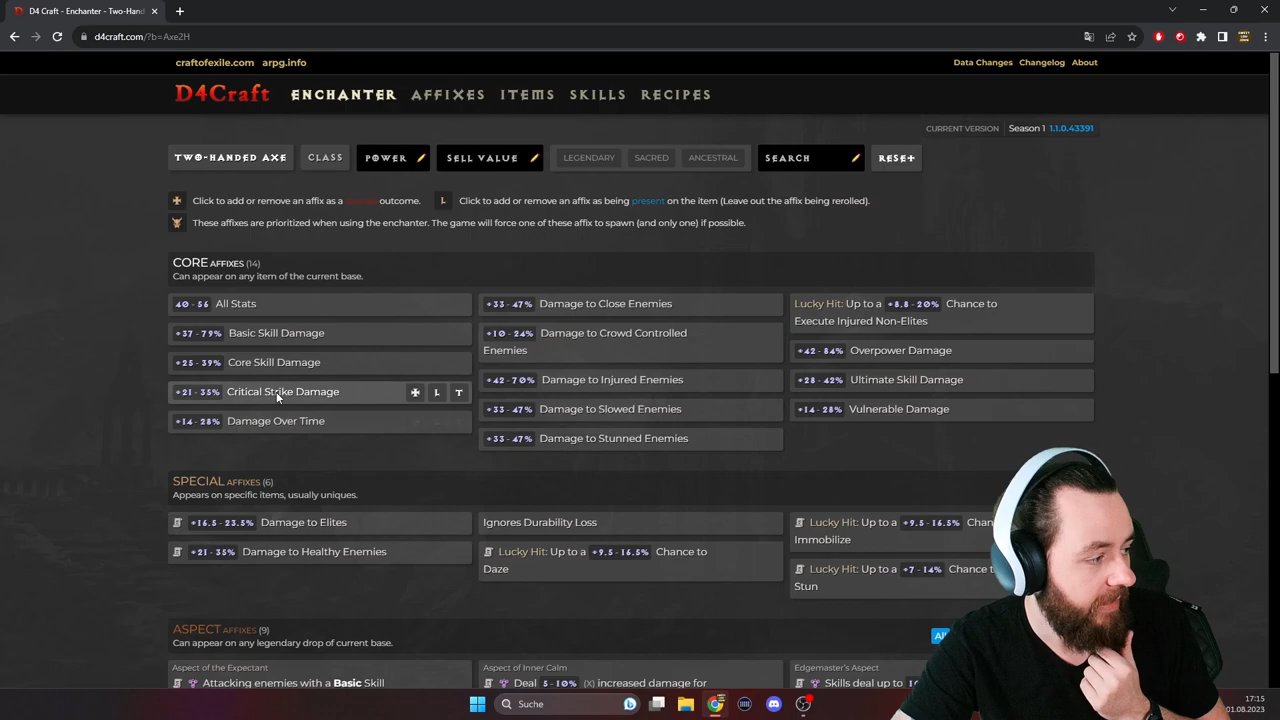 D4 Craft - Enchanter - Two-Hand
d4craft.com/?b=Axe2H
craftofexile.com arpg.info
Data Changes Changelog About
D4Craft ENCHANTER AFFIXES ITEMS SKILLS RECIPES
CURRENT VERSION Season 1 1.1.0.43391
TWO-HANDED AXE CLASS POWER SELL VALUE LEGENDARY SACRED ANCESTRAL SEARCH RESET
Click to add or remove an affix as a desired outcome.
L Click to add or remove an affix as being present on the item (Leave out the affix being rerolled).
These affixes are prioritized when using the enchanter. The game will force one of these affix to spawn (and only one) if possible.
CORE AFFIXES (14)
Can appear on any item of the current base.
40 - 56 All Stats
+37 - 79% Basic Skill Damage
+25 - 39% Core Skill Damage
+21 - 35% Critical Strike Damage L T
+14 - 28% Damage Over Time
+33 - 47% Damage to Close Enemies
+10 - 24% Damage to Crowd Controlled
Enemies
+42 - 70% Damage to Injured Enemies
+33 - 47% Damage to Slowed Enemies
+33 - 47% Damage to Stunned Enemies
Lucky Hit: Up to a +8.8 - 20% Chance to
Execute Injured Non-Elites
+42 - 84% Overpower Damage
+28 - 42% Ultimate Skill Damage
+14 - 28% Vulnerable Damage
SPECIAL AFFIXES (6)
Appears on specific items, usually uniques.
+16.5 - 23.5% Damage to Elites
+21 - 35% Damage to Healthy Enemies
Ignores Durability Loss
Lucky Hit: Up to a +9.5 - 16.5% Chance to
Daze
Lucky Hit: Up to a +9.5 - 16.5% Chan
Immobilize
Lucky Hit: Up to a +7 - 14% Chance t
Stun
ASPECT AFFIXES (9)
Can appear on any legendary drop of current base.
All
Aspect of the Expectant
Attacking enemies with a Basic Skill
Aspect of Inner Calm
Deal 5 - 10% (X) increased damage for
Edgemaster's Aspect
Skills deal up to
Suche
17:15
01.08.2023